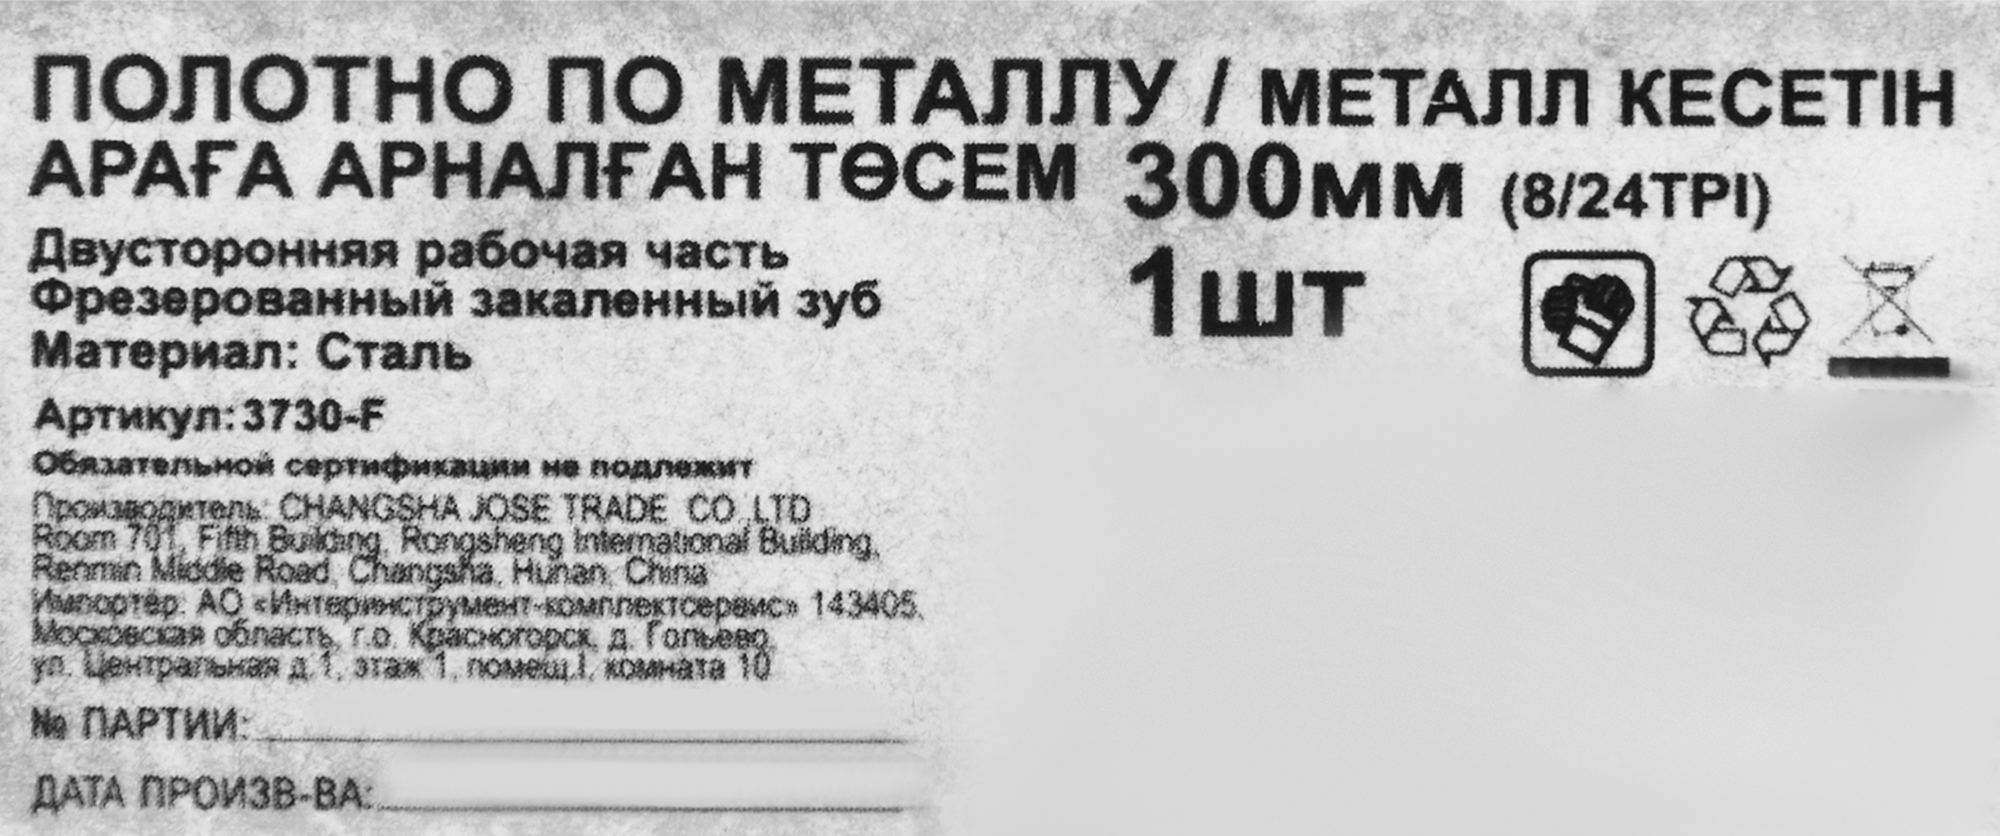 ПОЛОТНО ПО МЕТАЛЛУ / МЕТАЛЛ КЕСЕТІН
АРАҒА АРНАЛҒАН ТӨСЕМ 300мм (8/24TPI)
Двусторонняя рабочая часть
Фрезерованный закаленный зуб
1шт
Материал: Сталь
Артикул: 3730-F
Обязательной сертификации не подлежит
Производитель: CHANGSHA JOSE TRADE CO.,LTD
Room 701, Fifth Building, Rongsheng International Building,
Renmin Middle Road, Changsha, Hunan, China
Импортёр: АО «Интеринструмент-комплектсервис» 143405,
Московская область, г.о. Красногорск, д. Гольево,
ул. Центральная д.1, этаж 1, помещ.I, комната 10
№ ПАРТИИ:
ДАТА ПРОИЗВ-ВА: